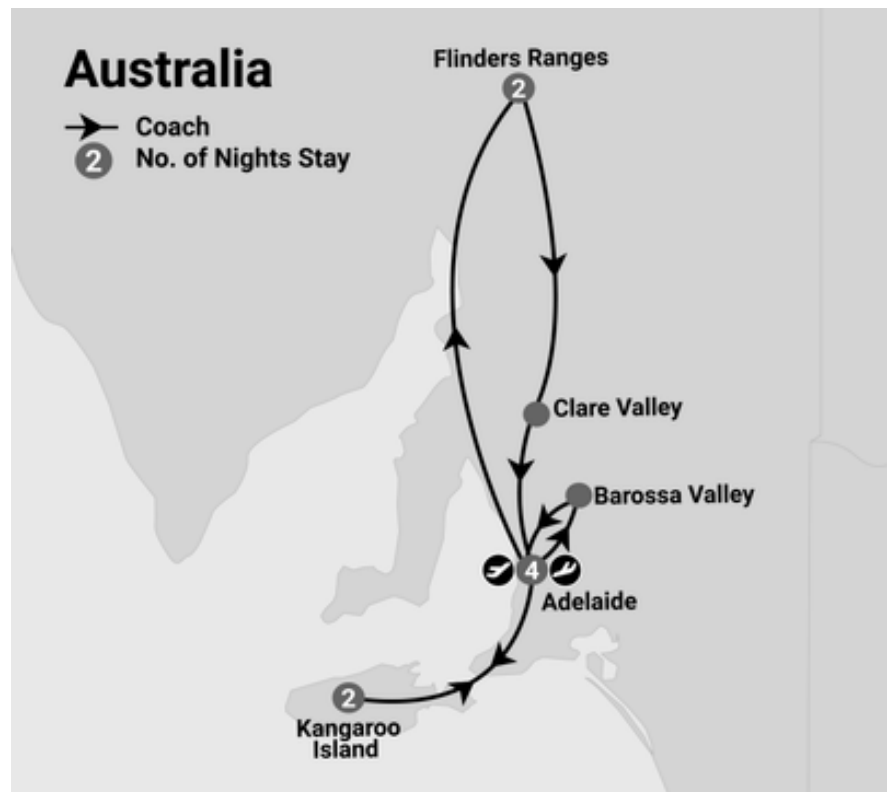 Australia
Coach
2 No. of Nights Stay
Flinders Ranges
2
Clare Valley
Barossa Valley
4
Adelaide
2
Kangaroo
Island